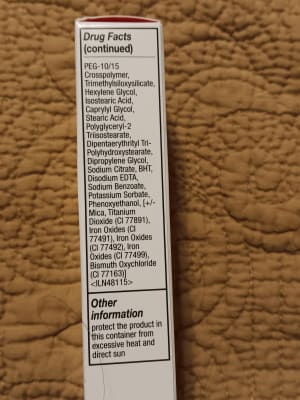 Drug Facts
(continued)
PEG-10/15
Crosspolymer,
Trimethylsiloxysilicate,
Hexylene Glycol,
Isostearic Acid,
Caprylyl Glycol,
Stearic Acid,
Polyglyceryl-2
Triisostearate,
Dipentaerythrityl Tri-
Polyhydroxystearate,
Dipropylene Glycol,
Sodium Citrate, BHT,
Disodium EDTA,
Sodium Benzoate,
Potassium Sorbate,
Phenoxyethanol, [+/-
Mica, Titanium
Dioxide (CI 77891),
Iron Oxides (CI
77491), Iron Oxides
(CI 77492), Iron
Oxides (CI 77499),
Bismuth Oxychloride
(CI 77163)]
<ILN48115>
Other
information
protect the product in
this container from
excessive heat and
direct sun